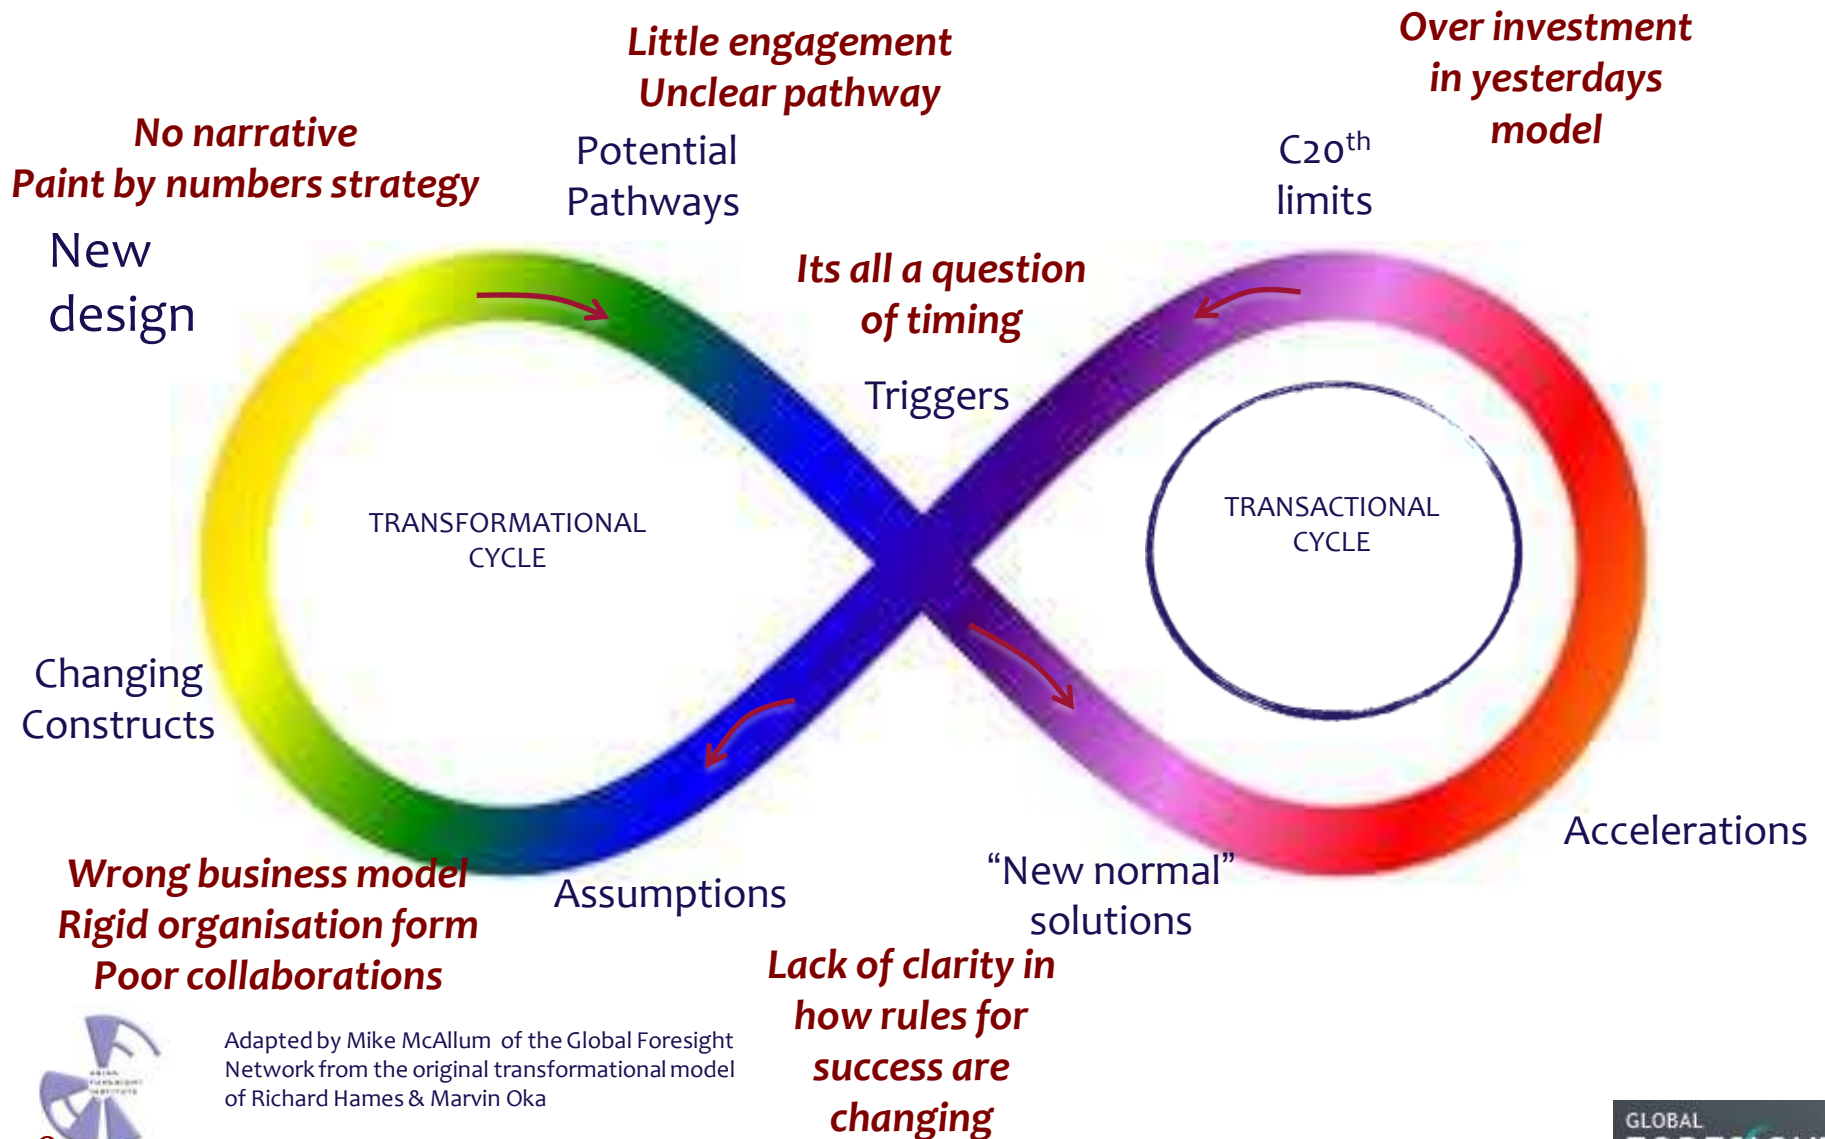 Over investment
in yesterdays
model
Little engagement
Unclear pathway
No narrative
Paint by numbers strategy
Potential
Pathways
C20th
limits
New
design
Its all a question
of timing
Triggers
TRANSFORMATIONAL
CYCLE
TRANSACTIONAL
CYCLE
Changing
Constructs
Accelerations
Wrong business model
Rigid organisation form
Poor collaborations
Assumptions
“New normal”
solutions
Lack of clarity in
how rules for
success are
changing
Adapted by Mike McAllum of the Global Foresight
Network from the original transformational model
of Richard Hames & Marvin Oka
ASIAN
FORESIGHT
INSTITUTE
GLOBAL